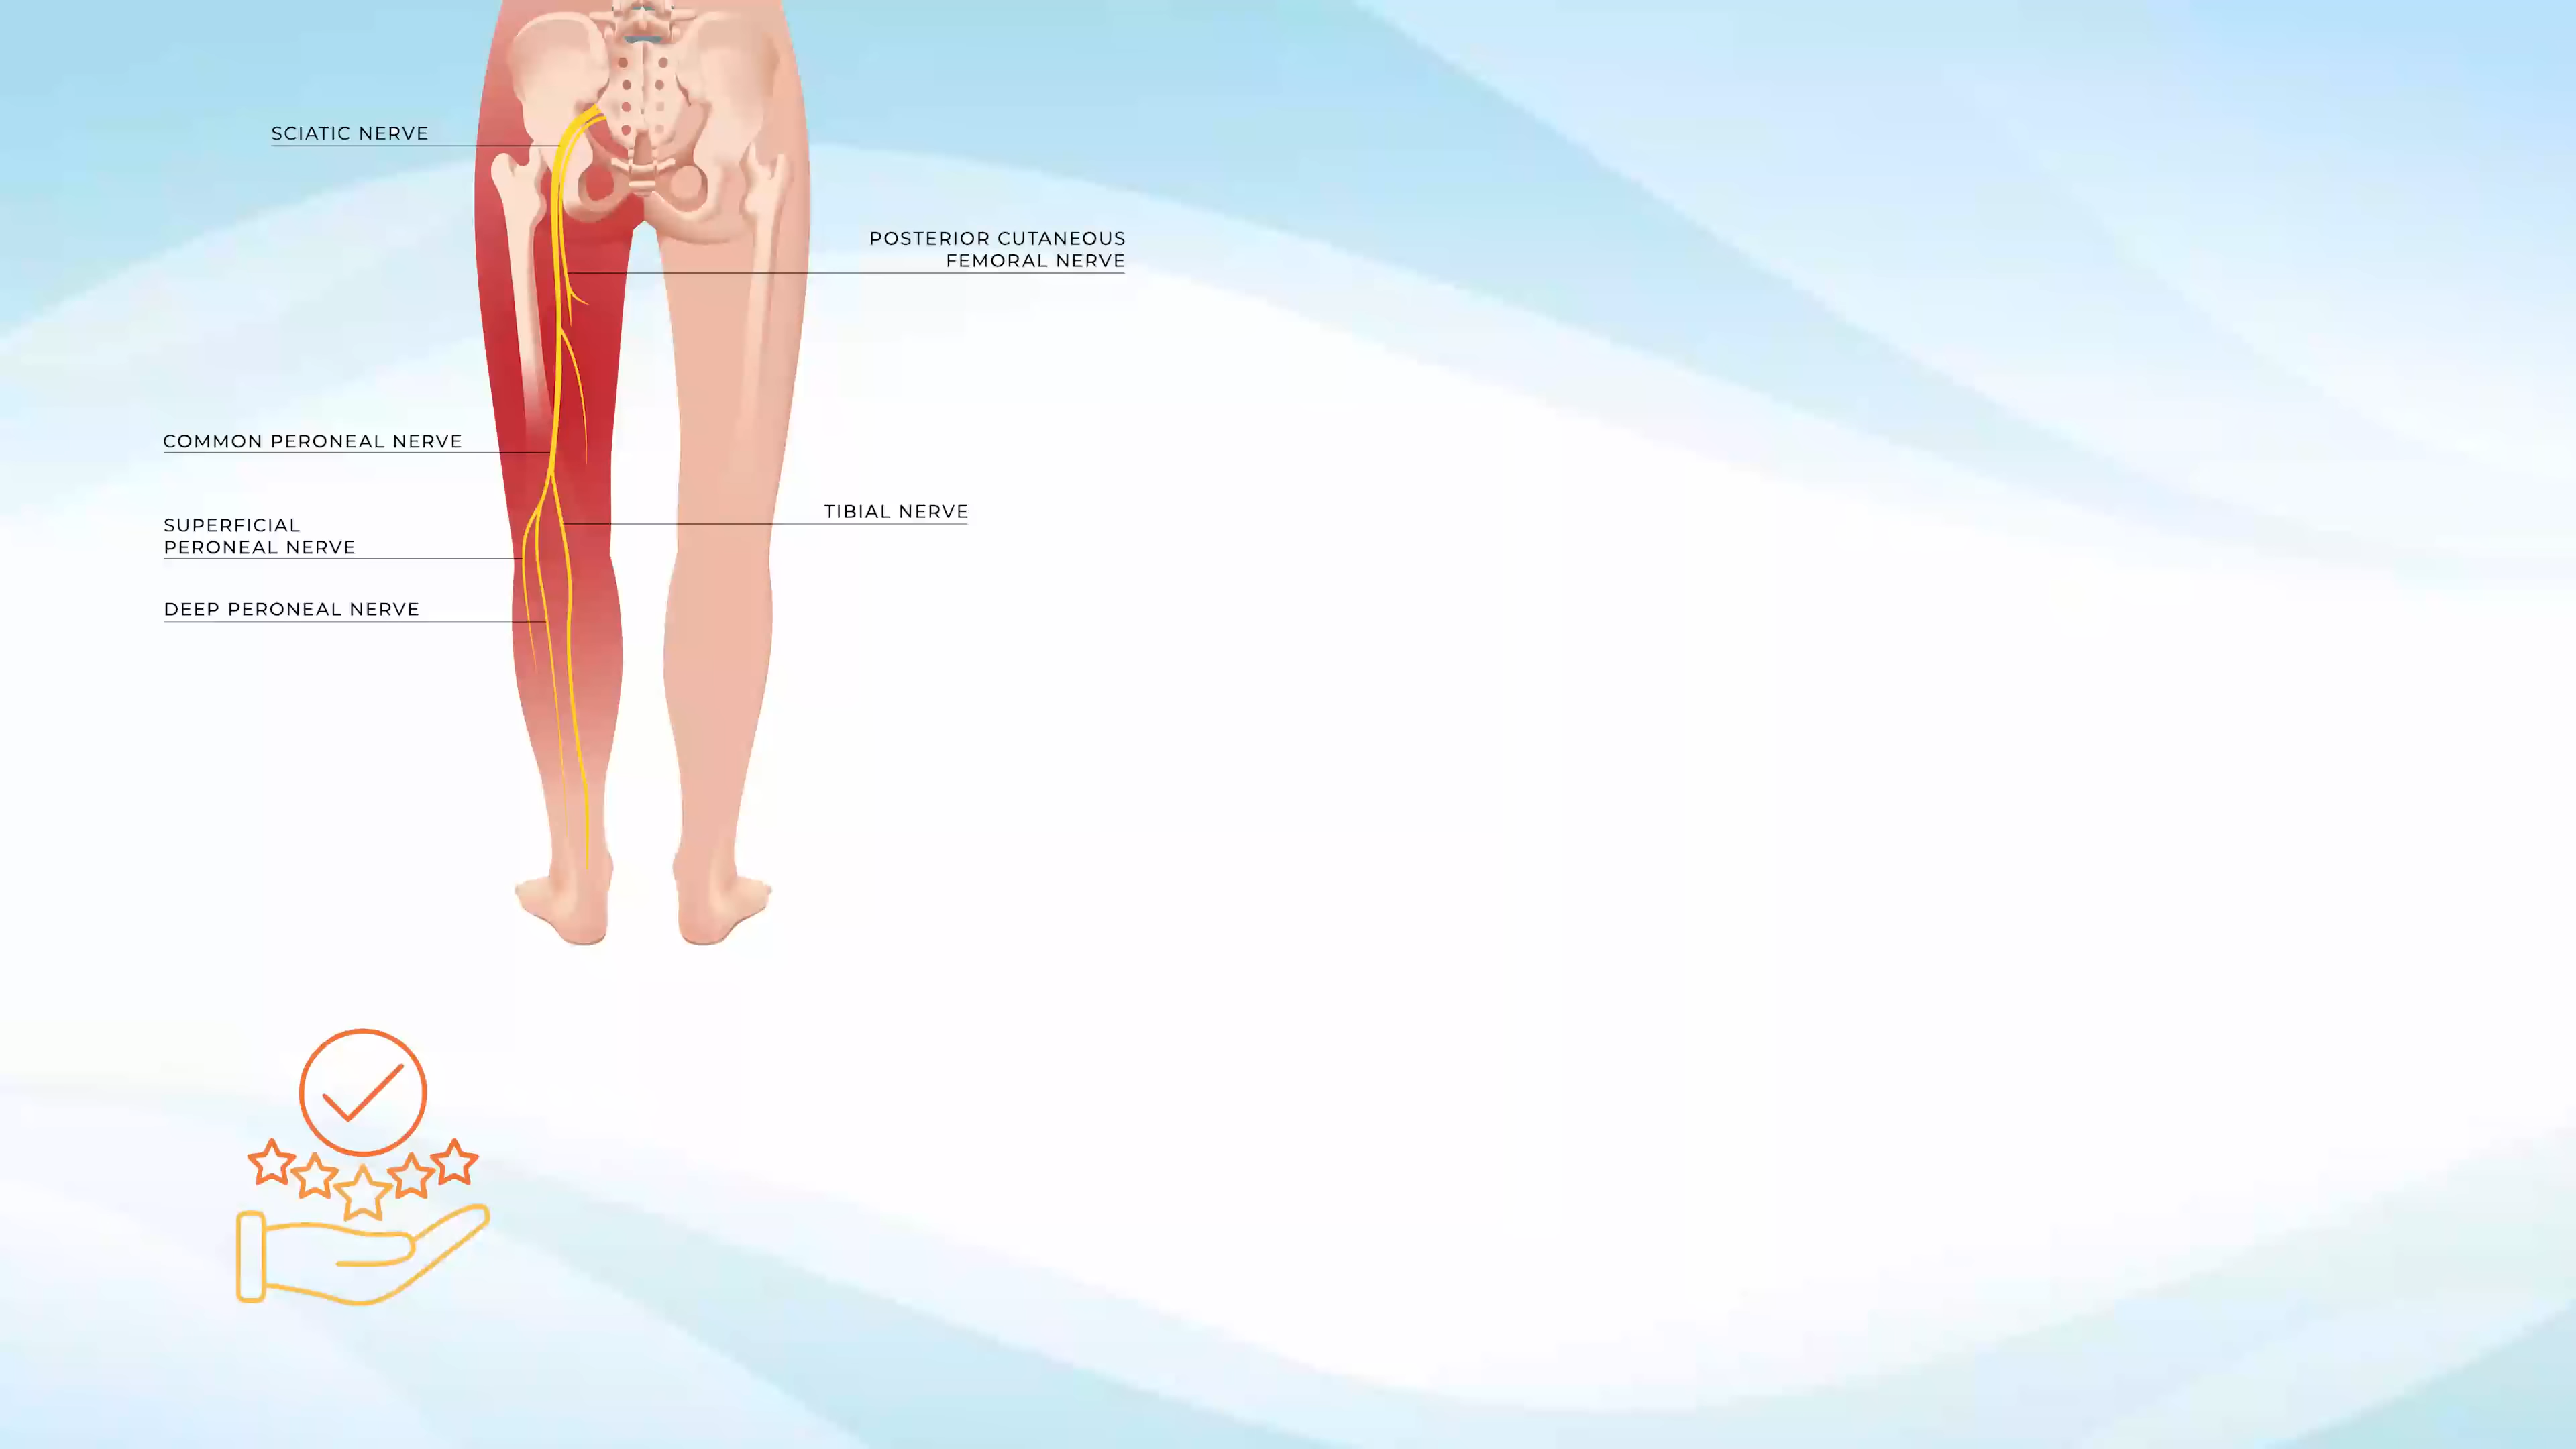 SCIATIC NERVE
POSTERIOR CUTANEOUS
FEMORAL NERVE
COMMON PERONEAL NERVE
TIBIAL NERVE
SUPERFICIAL
PERONEAL NERVE
DEEP PERONEAL NERVE